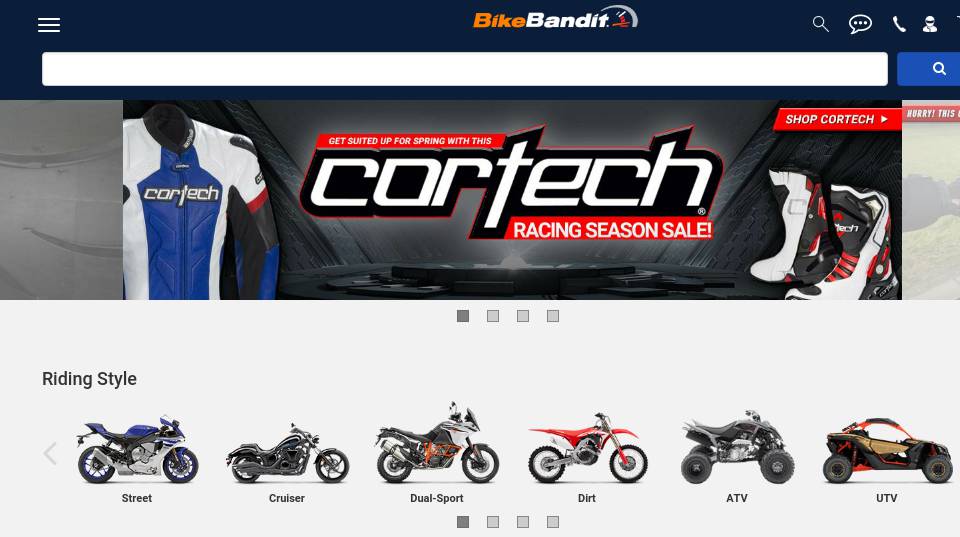 BikeBandit
GET SUITED UP FOR SPRING WITH THIS
cortech®
RACING SEASON SALE!
SHOP CORTECH
HURRY! THIS
cortech
Riding Style
Street
Cruiser
Dual-Sport
Dirt
ATV
UTV